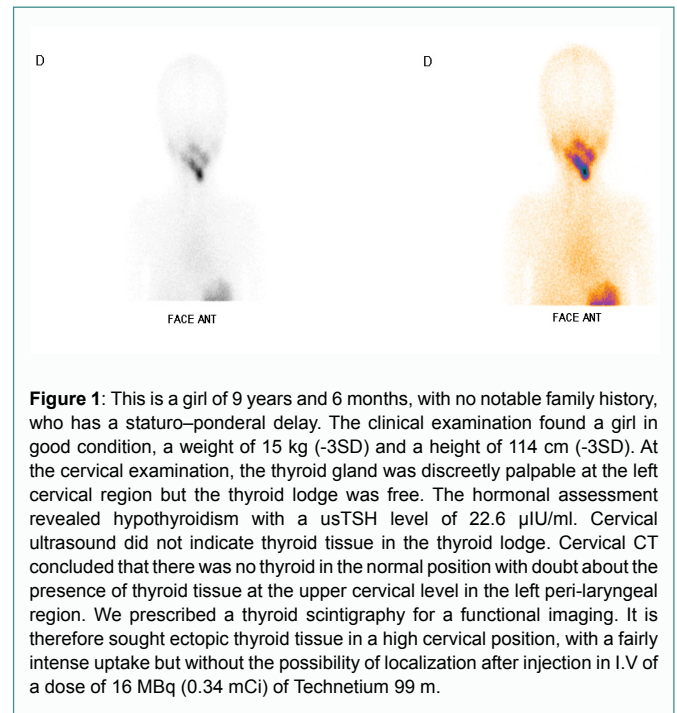 D
D
FACE ANT
FACE ANT
Figure 1: This is a girl of 9 years and 6 months, with no notable family history,
who has a staturo–ponderal delay. The clinical examination found a girl in
good condition, a weight of 15 kg (-3SD) and a height of 114 cm (-3SD). At
the cervical examination, the thyroid gland was discreetly palpable at the left
cervical region but the thyroid lodge was free. The hormonal assessment
revealed hypothyroidism with a usTSH level of 22.6 µIU/ml. Cervical
ultrasound did not indicate thyroid tissue in the thyroid lodge. Cervical CT
concluded that there was no thyroid in the normal position with doubt about the
presence of thyroid tissue at the upper cervical level in the left peri-laryngeal
region. We prescribed a thyroid scintigraphy for a functional imaging. It is
therefore sought ectopic thyroid tissue in a high cervical position, with a fairly
intense uptake but without the possibility of localization after injection in I.V of
a dose of 16 MBq (0.34 mCi) of Technetium 99 m.